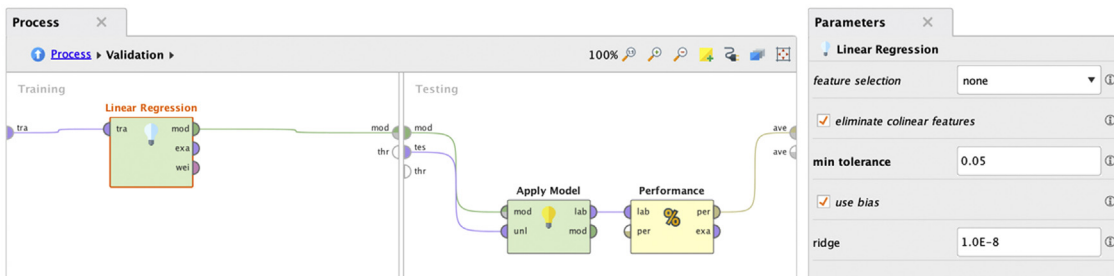 Process
Process ▸ Validation ▸
100%
Training
Linear Regression
tra
tra
mod
exa
wei
mod
thr
Testing
mod
tes
thr
Apply Model
mod
unl
lab
mod
Performance
lab
per
per
exa
ave
ave
Parameters
Linear Regression
feature selection
none
eliminate colinear features
min tolerance
0.05
use bias
ridge
1.0E-8